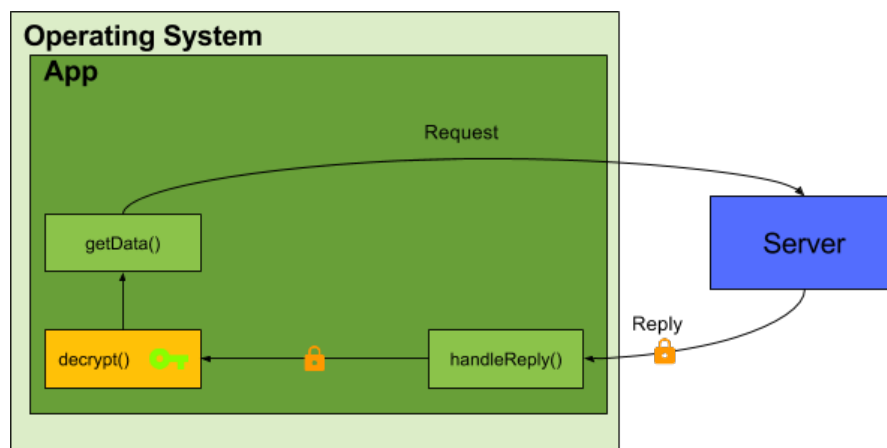 Operating System
App
Request
getData()
Server
Reply
decrypt()
handleReply()